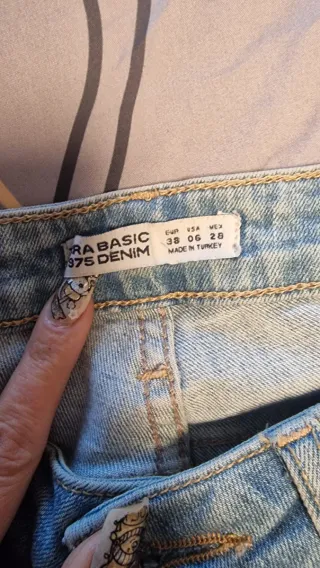 RA BASIC
975 DENIM
EUR USA MEX
38 06 28
MADE IN TURKEY